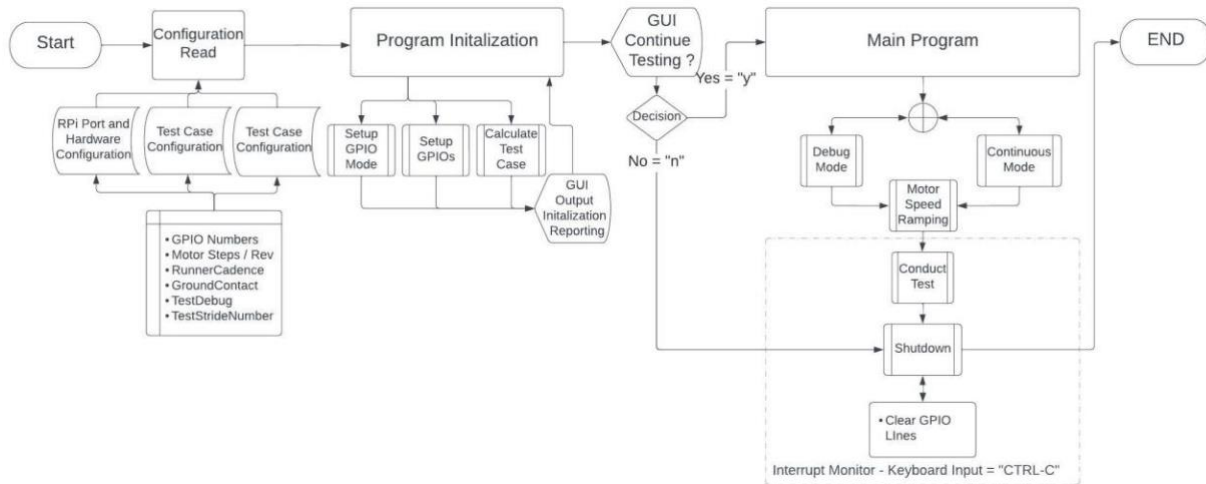 Start
Configuration
Read
Program Initalization
GUI
Continue
Testing ?
Main Program
END
Yes = "y"
Decision
No = "n"
RPi Port and
Hardware
Configuration
Test Case
Configuration
Test Case
Configuration
Setup
GPIO
Mode
Setup
GPIOs
Calculate
Test
Case
GUI
Output
Initalization
Reporting
• GPIO Numbers
• Motor Steps / Rev
• RunnerCadence
• GroundContact
• TestDebug
• TestStrideNumber
Debug
Mode
Continuous
Mode
Motor
Speed
Ramping
Conduct
Test
Shutdown
• Clear GPIO
LInes
Interrupt Monitor - Keyboard Input = "CTRL-C"